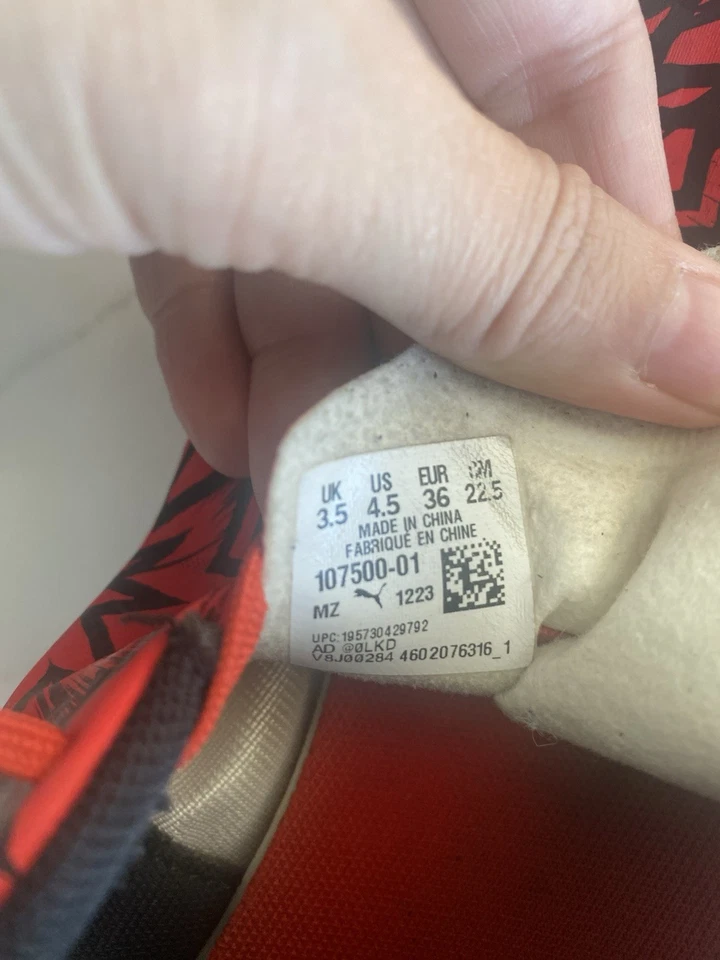 UK US EUR CM
3.5 4.5 36 22.5
MADE IN CHINA
FABRIQUÉ EN CHINE
107500-01
MZ 1223
UPC:195730429792
AD @0LKD
V8J00284 4602076316_1